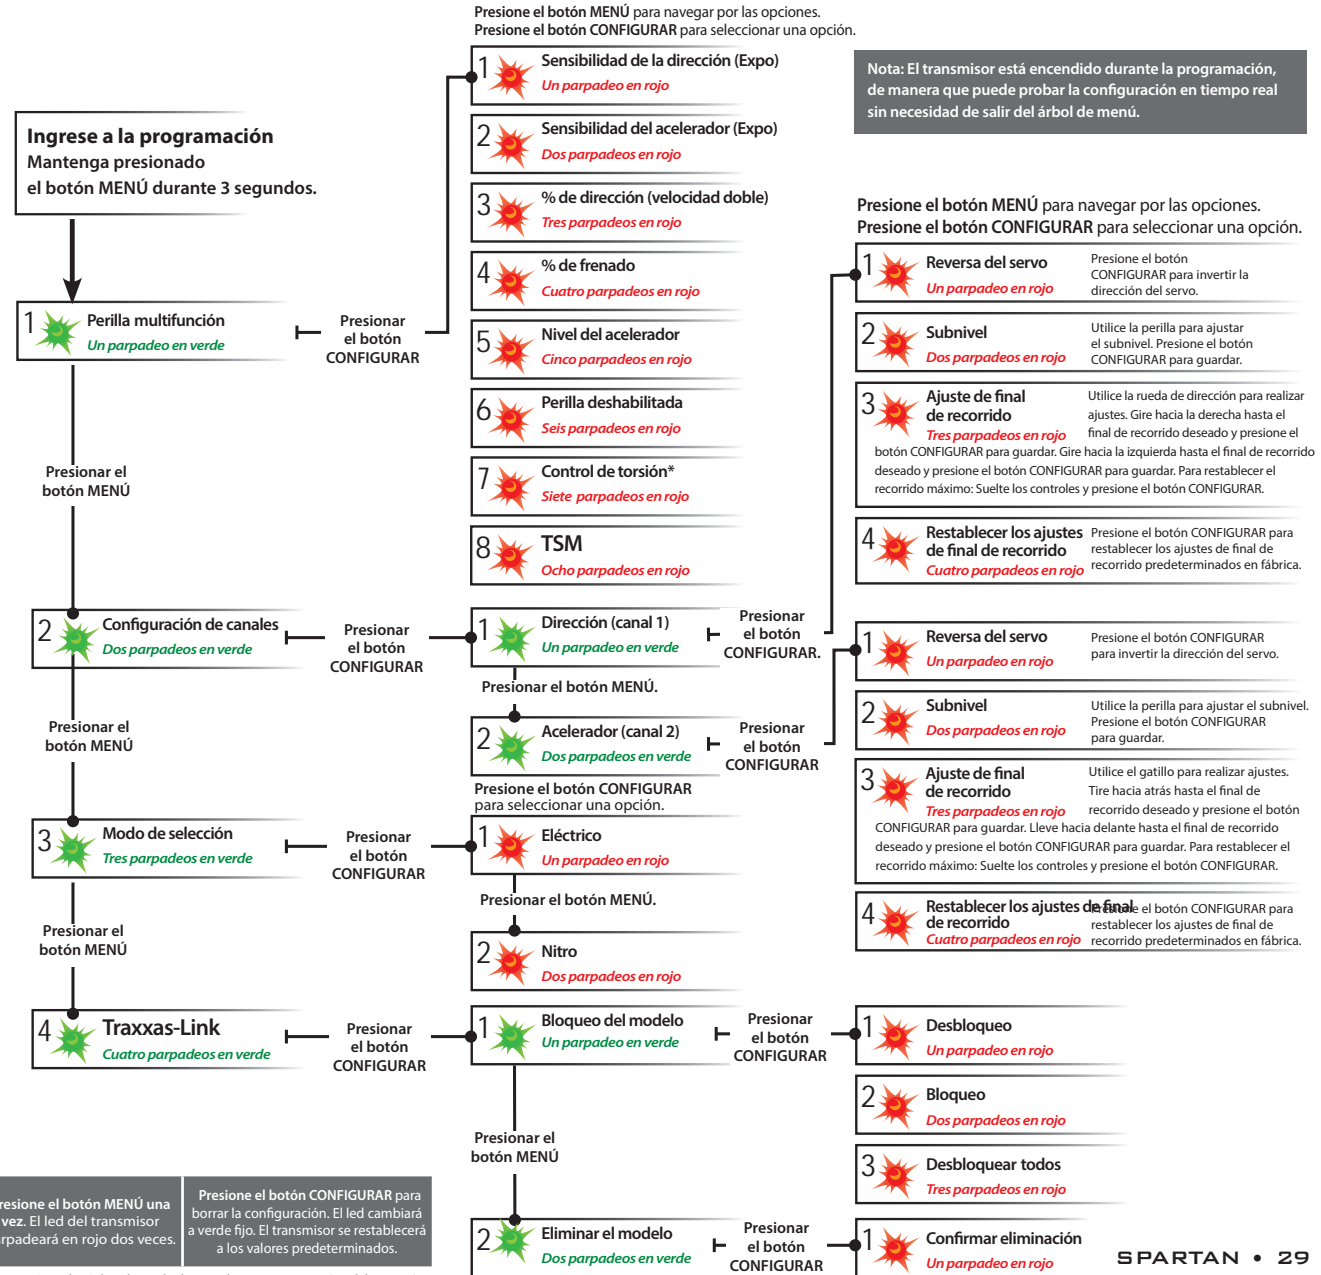 Presione el botón MENÚ para navegar por las opciones.
Presione el botón CONFIGURAR para seleccionar una opción.
Nota: El transmisor está encendido durante la programación,
de manera que puede probar la configuración en tiempo real
sin necesidad de salir del árbol de menú.
Ingrese a la programación
Mantenga presionado
el botón MENÚ durante 3 segundos.
1 Perilla multifunción
Un parpadeo en verde
Presionar
el botón
CONFIGURAR
1 Sensibilidad de la dirección (Expo)
Un parpadeo en rojo
2 Sensibilidad del acelerador (Expo)
Dos parpadeos en rojo
3 % de dirección (velocidad doble)
Tres parpadeos en rojo
4 % de frenado
Cuatro parpadeos en rojo
5 Nivel del acelerador
Cinco parpadeos en rojo
6 Perilla deshabilitada
Seis parpadeos en rojo
7 Control de torsión*
Siete parpadeos en rojo
8 TSM
Ocho parpadeos en rojo
Presionar el
botón MENÚ
2 Configuración de canales
Dos parpadeos en verde
Presionar
el botón
CONFIGURAR
1 Dirección (canal 1)
Un parpadeo en verde
Presionar
el botón
CONFIGURAR.
Presionar el botón MENÚ.
2 Acelerador (canal 2)
Dos parpadeos en verde
Presionar
el botón
CONFIGURAR
Presione el botón MENÚ para navegar por las opciones.
Presione el botón CONFIGURAR para seleccionar una opción.
1 Reversa del servo
Un parpadeo en rojo
Presione el botón
CONFIGURAR para invertir la
dirección del servo.
2 Subnivel
Dos parpadeos en rojo
Utilice la perilla para ajustar
el subnivel. Presione el botón
CONFIGURAR para guardar.
3 Ajuste de final
de recorrido
Tres parpadeos en rojo
Utilice la rueda de dirección para realizar
ajustes. Gire hacia la derecha hasta el
final de recorrido deseado y presione el
botón CONFIGURAR para guardar. Gire hacia la izquierda hasta el final de recorrido
deseado y presione el botón CONFIGURAR para guardar. Para restablecer el
recorrido máximo: Suelte los controles y presione el botón CONFIGURAR.
4 Restablecer los ajustes
de final de recorrido
Cuatro parpadeos en rojo
Presione el botón CONFIGURAR para
restablecer los ajustes de final de
recorrido predeterminados en fábrica.
1 Reversa del servo
Un parpadeo en rojo
Presione el botón CONFIGURAR
para invertir la dirección del servo.
2 Subnivel
Dos parpadeos en rojo
Utilice la perilla para ajustar el subnivel.
Presione el botón CONFIGURAR
para guardar.
3 Ajuste de final
de recorrido
Tres parpadeos en rojo
Utilice el gatillo para realizar ajustes.
Tire hacia atrás hasta el final de
recorrido deseado y presione el botón
CONFIGURAR para guardar. Lleve hacia delante hasta el final de recorrido
deseado y presione el botón CONFIGURAR para guardar. Para restablecer el
recorrido máximo: Suelte los controles y presione el botón CONFIGURAR.
4 Restablecer los ajustes de final
de recorrido
Cuatro parpadeos en rojo
Presione el botón CONFIGURAR para
restablecer los ajustes de final de
recorrido predeterminados en fábrica.
Presionar el
botón MENÚ
Presione el botón CONFIGURAR
para seleccionar una opción.
3 Modo de selección
Tres parpadeos en verde
Presionar
el botón
CONFIGURAR
1 Eléctrico
Un parpadeo en rojo
Presionar el botón MENÚ.
2 Nitro
Dos parpadeos en rojo
Presionar el
botón MENÚ
4 Traxxas-Link
Cuatro parpadeos en verde
Presionar
el botón
CONFIGURAR
1 Bloqueo del modelo
Un parpadeo en verde
Presionar
el botón
CONFIGURAR
1 Desbloqueo
Un parpadeo en rojo
2 Bloqueo
Dos parpadeos en rojo
3 Desbloquear todos
Tres parpadeos en rojo
Presionar el
botón MENÚ
2 Eliminar el modelo
Dos parpadeos en verde
Presionar
el botón
CONFIGURAR
1 Confirmar eliminación
Un parpadeo en rojo
resione el botón MENÚ una
vez. El led del transmisor
rpadeará en rojo dos veces.
Presione el botón CONFIGURAR para
borrar la configuración. El led cambiará
a verde fijo. El transmisor se restablecerá
a los valores predeterminados.
SPARTAN • 29